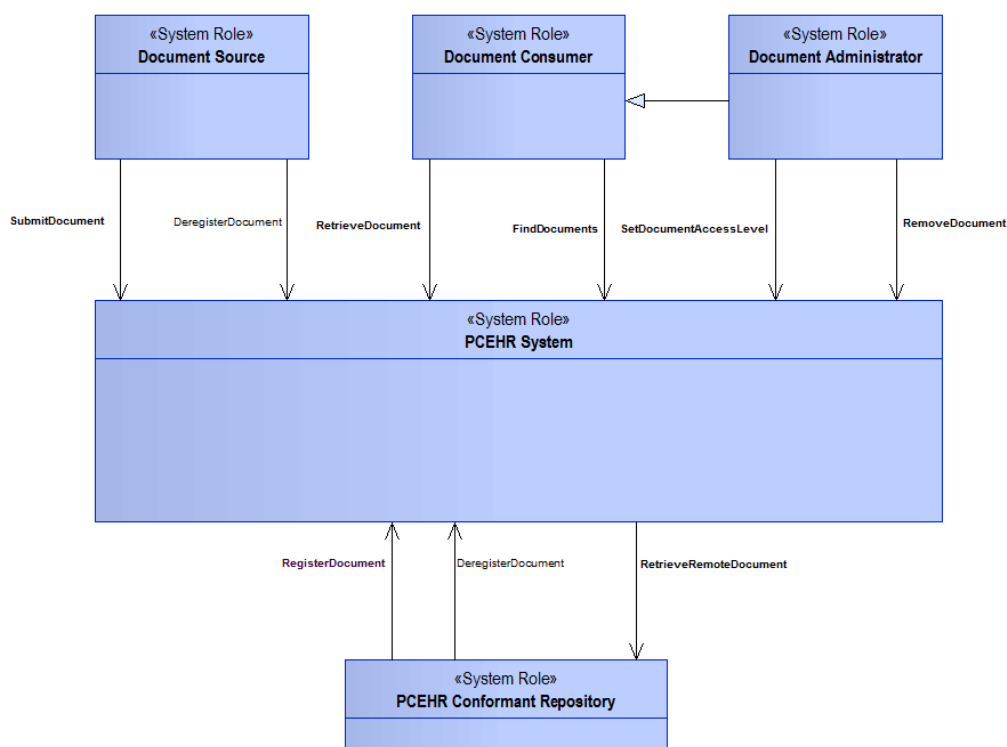 «System Role»
Document Source
«System Role»
Document Consumer
«System Role»
Document Administrator
SubmitDocument
DeregisterDocument
RetrieveDocument
FindDocuments
SetDocumentAccessLevel
RemoveDocument
«System Role»
PCEHR System
RegisterDocument
DeregisterDocument
RetrieveRemoteDocument
«System Role»
PCEHR Conformant Repository